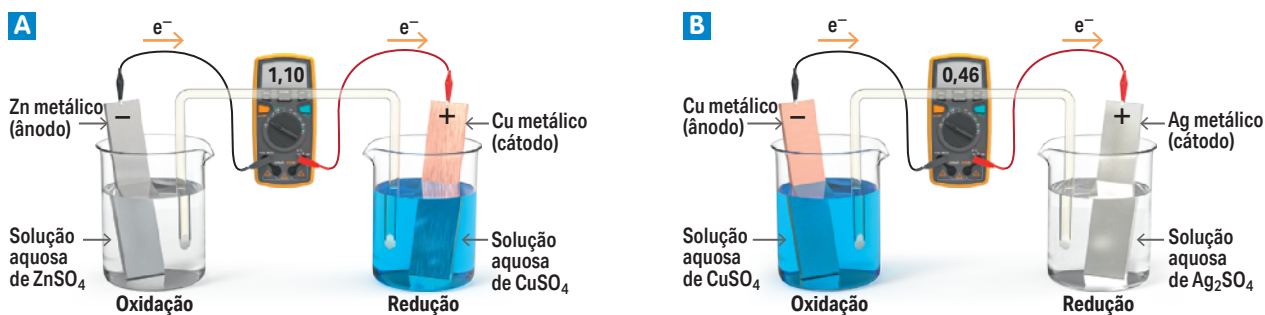 A
e⁻
e⁻
1,10
Zn metálico
(ânodo)
−
+
Cu metálico
(cátodo)
Solução
aquosa
de ZnSO₄
Solução
aquosa
de CuSO₄
Oxidação
Redução
B
e⁻
e⁻
0,46
Cu metálico
(ânodo)
−
+
Ag metálico
(cátodo)
Solução
aquosa
de CuSO₄
Solução
aquosa
de Ag₂SO₄
Oxidação
Redução